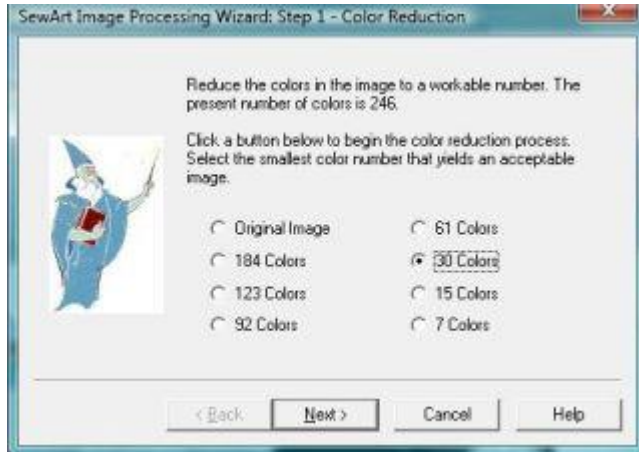 SewArt Image Processing Wizard: Step 1 - Color Reduction
Reduce the colors in the image to a workable number. The
present number of colors is 246.
Click a button below to begin the color reduction process.
Select the smallest color number that yields an acceptable
image.
Original Image
61 Colors
184 Colors
30 Colors
123 Colors
15 Colors
92 Colors
7 Colors
< Back
Next >
Cancel
Help